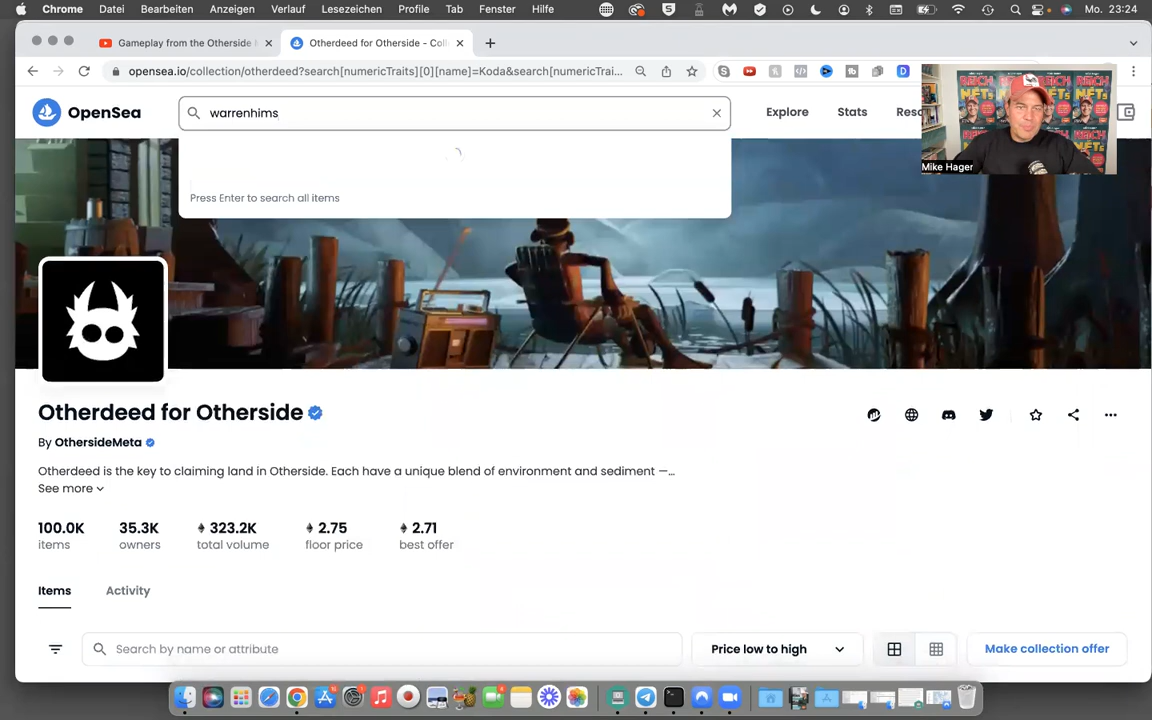 Chrome Datei Bearbeiten Anzeigen Verlauf Lesezeichen Profile Tab Fenster Hilfe Mo. 23:24
Gameplay from the Otherside Otherdeed for Otherside - Coll
opensea.io/collection/otherdeed?search[numericTraits][0][name]=Koda&search[numericTrai...
OpenSea warrenhims Explore Stats
REICH MIT NFTs
Mike Hager
Press Enter to search all items
Otherdeed for Otherside
By OthersideMeta
Otherdeed is the key to claiming land in Otherside. Each have a unique blend of environment and sediment —...
See more
100.0K 35.3K 323.2K 2.75 2.71
items owners total volume floor price best offer
Items Activity
Search by name or attribute Price low to high Make collection offer